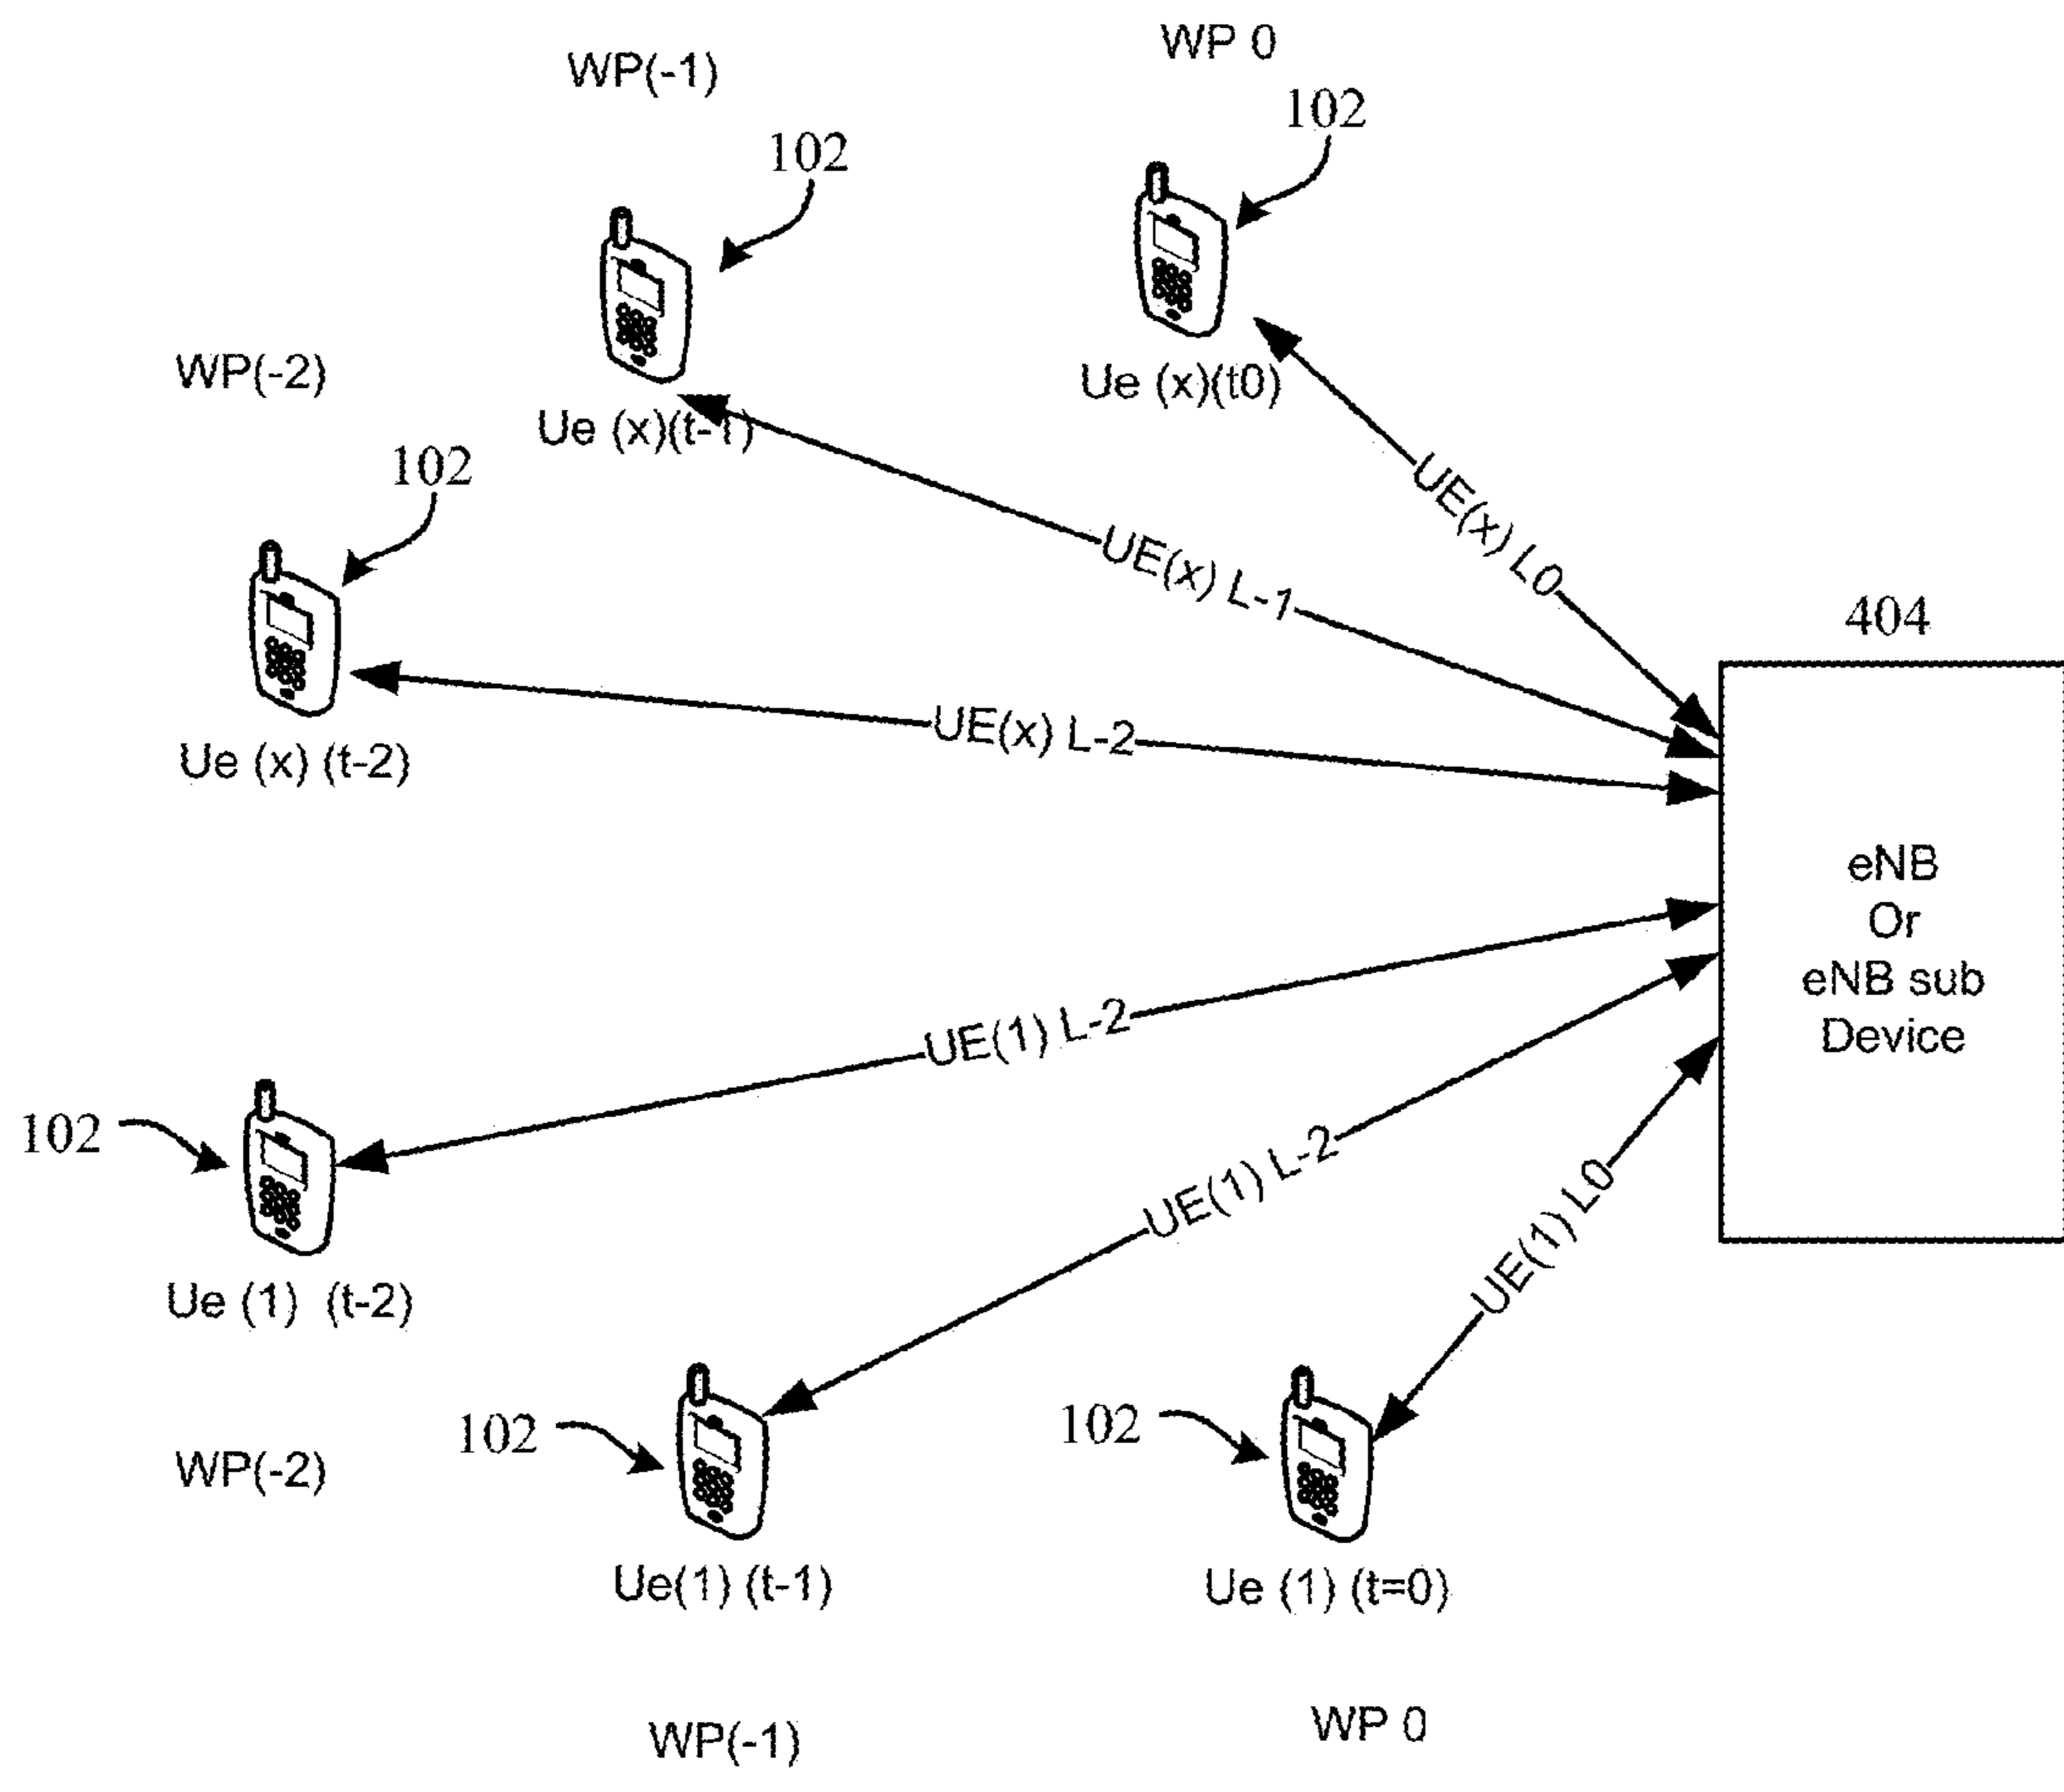 WP 0
WP(-1)
102
102
WP(-2)
Ue (x)(t0)
Ue (x)(t-1)
102
UE(x) L0
UE(x) L-1
404
UE(x) L-2
Ue (x) (t-2)
eNB
Or
eNB sub
Device
UE(1) L-2
102
UE(1) L-2
UE(1) L0
Ue (1) (t-2)
102
102
WP(-2)
Ue(1) (t-1)
Ue (1) (t=0)
WP(-1)
WP 0